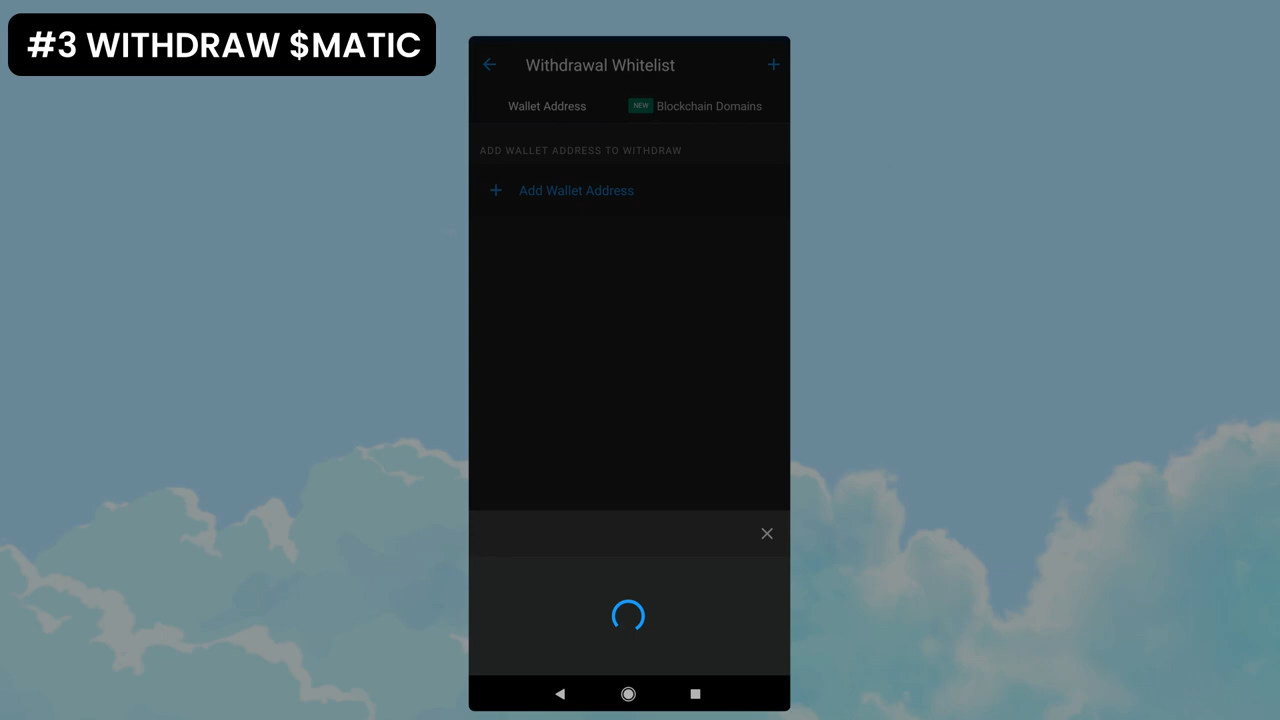 #3 WITHDRAW $MATIC
Withdrawal Whitelist
Wallet Address
NEW Blockchain Domains
ADD WALLET ADDRESS TO WITHDRAW
Add Wallet Address